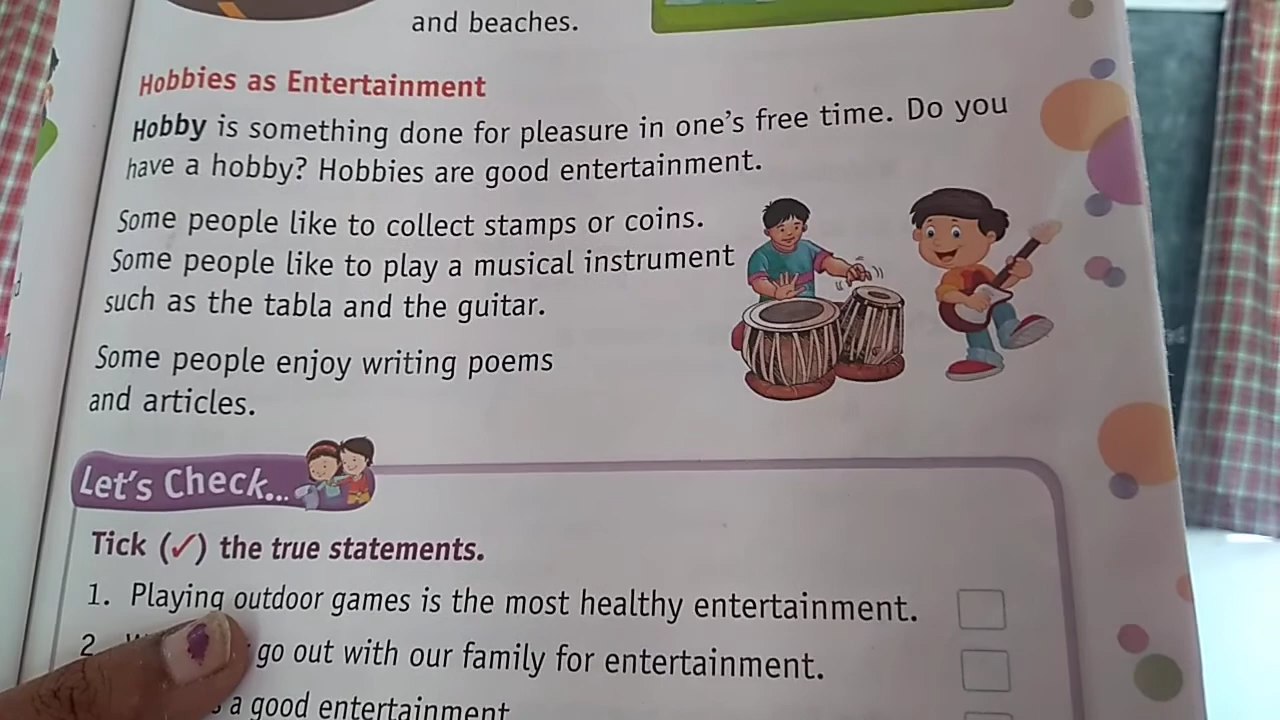 and beaches.
Hobbies as Entertainment
Hobby is something done for pleasure in one's free time. Do you
have a hobby? Hobbies are good entertainment.
Some people like to collect stamps or coins.
Some people like to play a musical instrument
such as the tabla and the guitar.
Some people enjoy writing poems
and articles.
Let's Check...
Tick (✓) the true statements.
1. Playing outdoor games is the most healthy entertainment.
2. go out with our family for entertainment.
a good entertainment